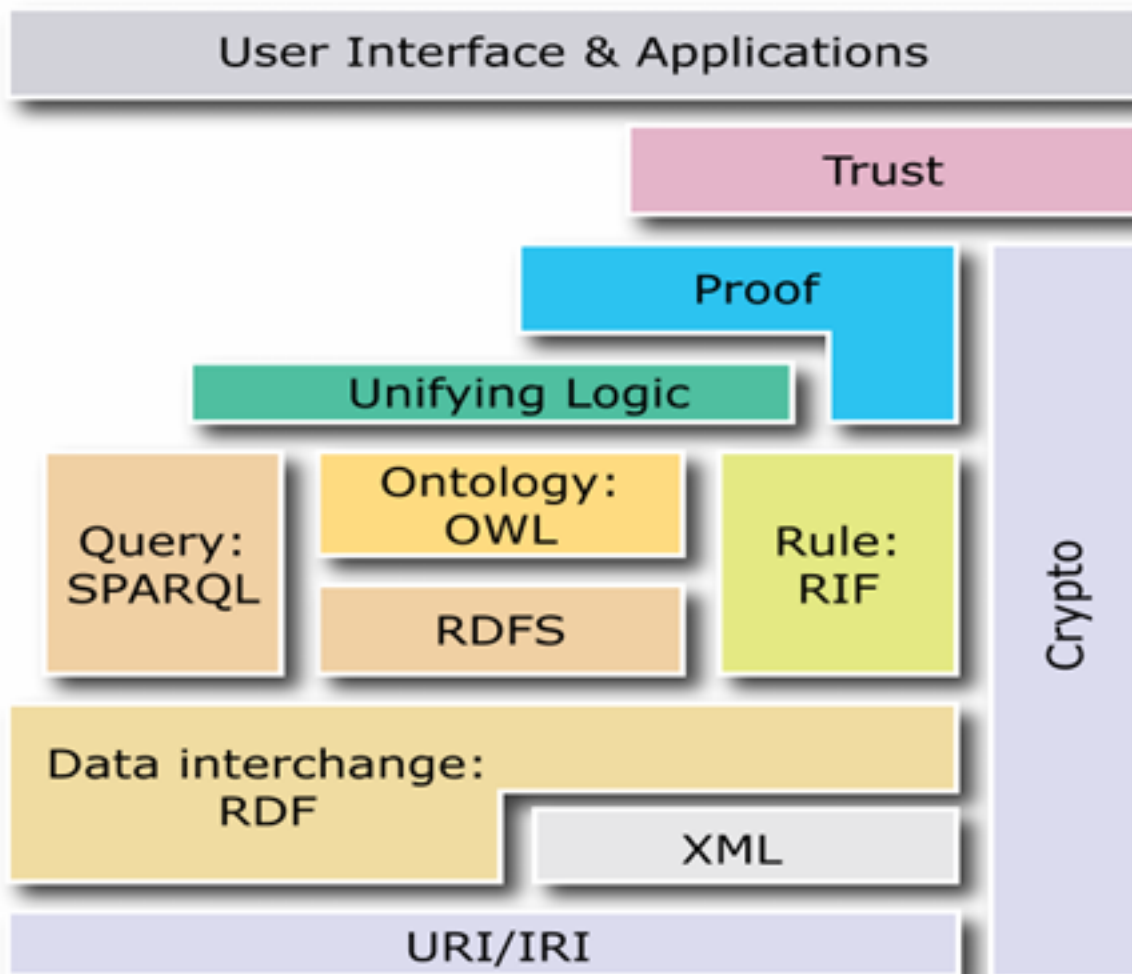 User Interface & Applications
Trust
Proof
Unifying Logic
Query:
SPARQL
Ontology:
OWL
RDFS
Rule:
RIF
Crypto
Data interchange:
RDF
XML
URI/IRI